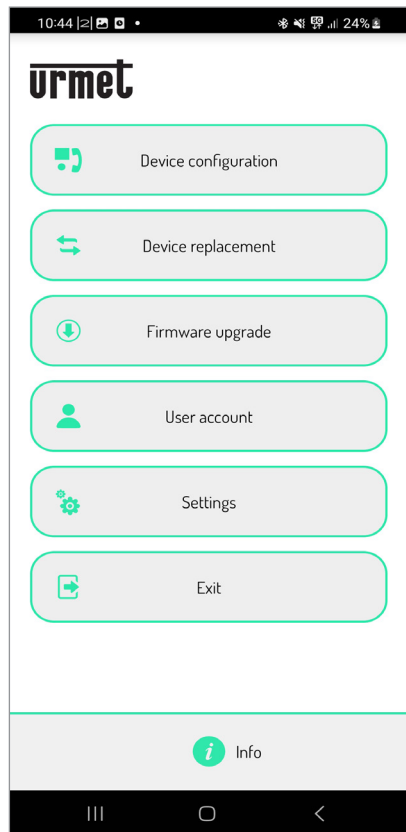 10:44
24%
urmet
Device configuration
Device replacement
Firmware upgrade
User account
Settings
Exit
i Info